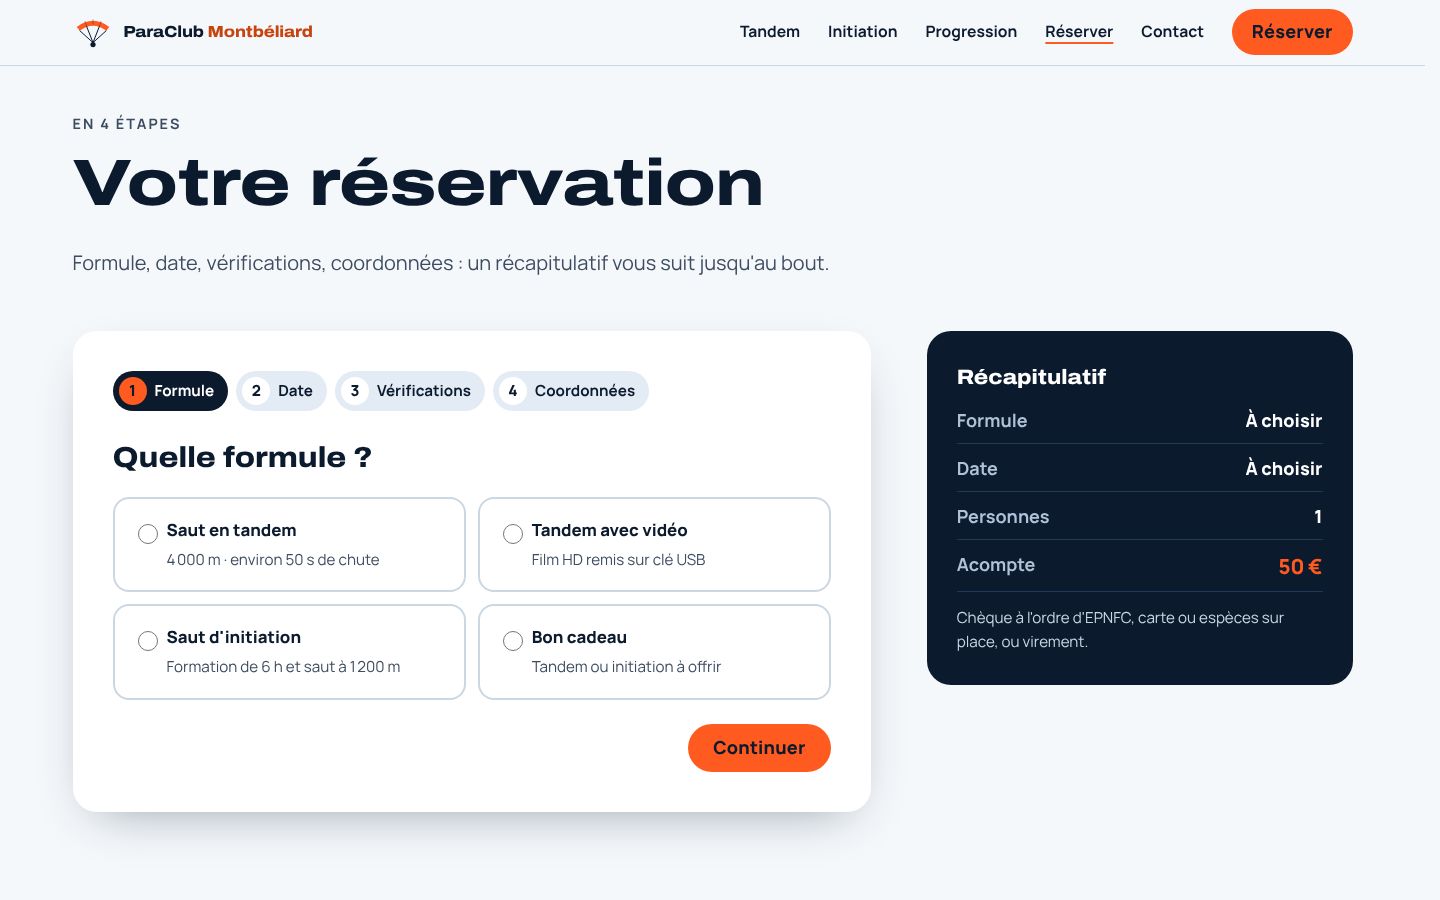 ParaClub Montbéliard
Tandem
Initiation
Progression
Réserver
Contact
Réserver
EN 4 ÉTAPES
Votre réservation
Formule, date, vérifications, coordonnées : un récapitulatif vous suit jusqu'au bout.
1 Formule
2 Date
3 Vérifications
4 Coordonnées
Quelle formule ?
Saut en tandem
4 000 m · environ 50 s de chute
Tandem avec vidéo
Film HD remis sur clé USB
Saut d'initiation
Formation de 6 h et saut à 1 200 m
Bon cadeau
Tandem ou initiation à offrir
Continuer
Récapitulatif
Formule À choisir
Date À choisir
Personnes 1
Acompte 50 €
Chèque à l'ordre d'EPNFC, carte ou espèces sur
place, ou virement.